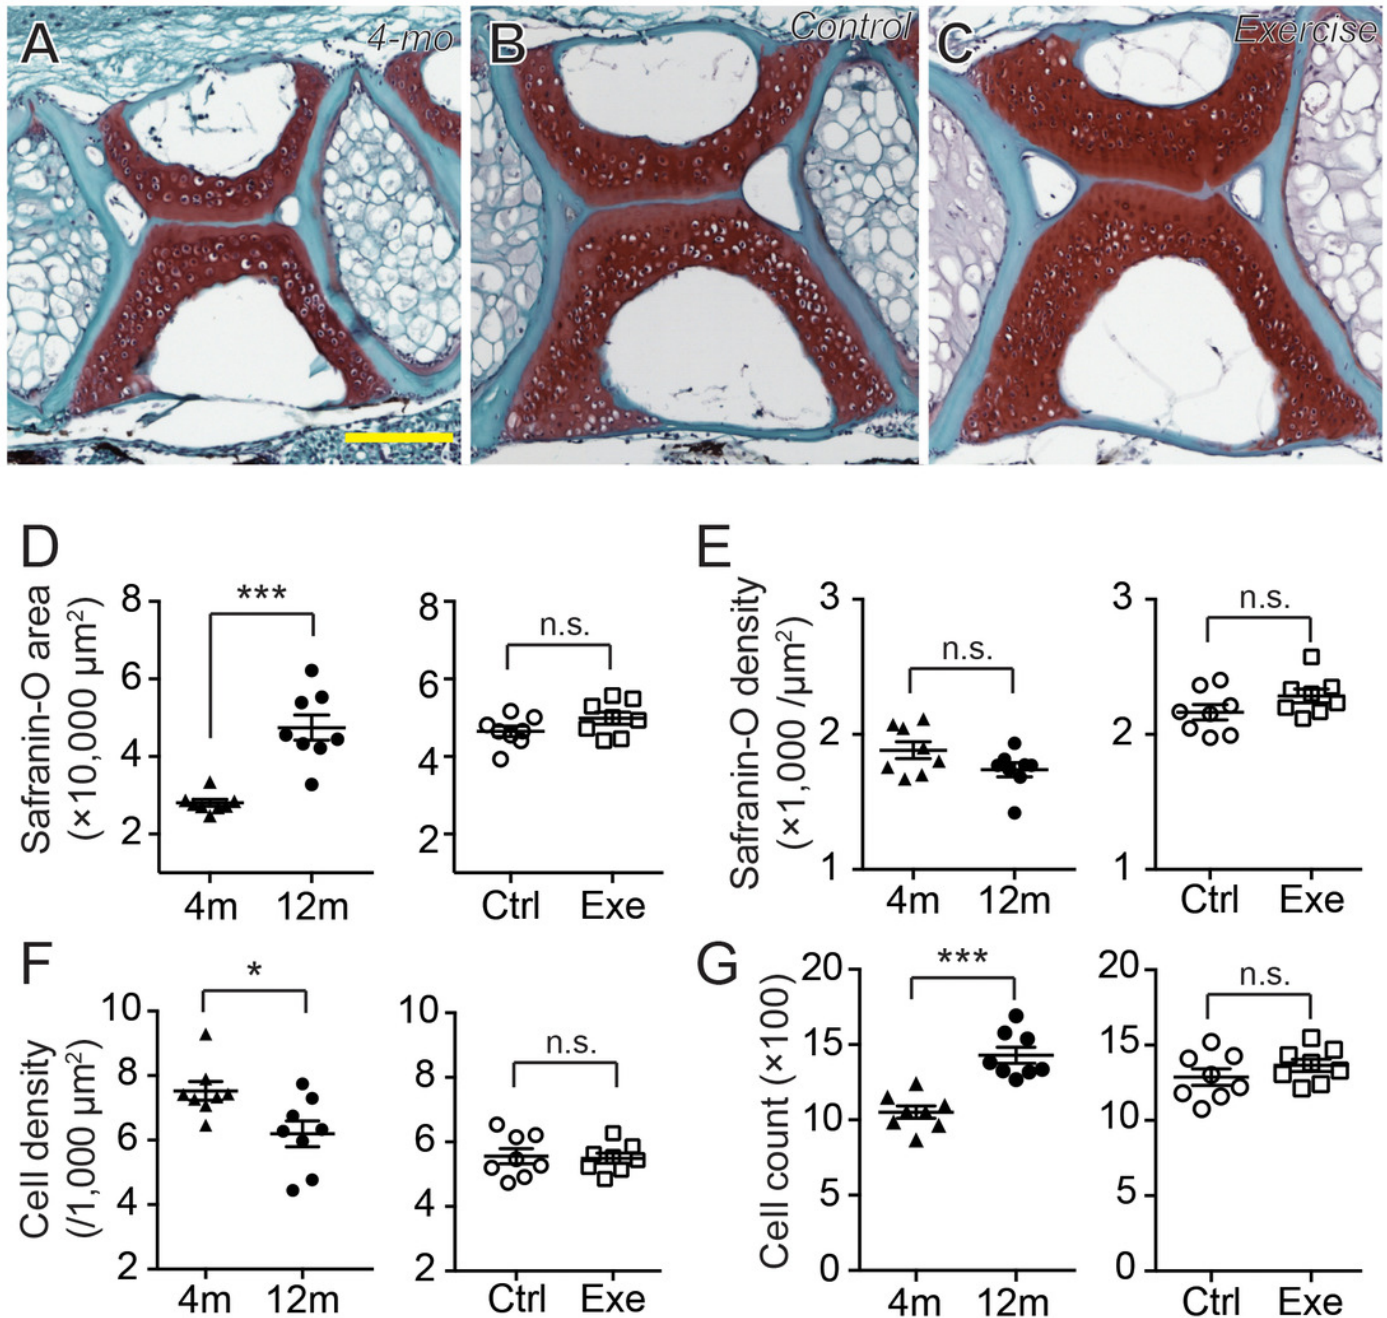 A 4-mo
B Control
C Exercise
D
E
Safranin-O area
(×10,000 µm²)
8
6
4
2
***
4m 12m
8
6
4
2
n.s.
Ctrl Exe
Safranin-O density
(×1,000 /µm²)
3
2
1
n.s.
4m 12m
3
2
1
n.s.
Ctrl Exe
F
G
Cell density
(/1,000 µm²)
10
8
6
4
2
*
4m 12m
10
8
6
4
2
n.s.
Ctrl Exe
Cell count (×100)
20
15
10
5
0
***
4m 12m
20
15
10
5
0
n.s.
Ctrl Exe